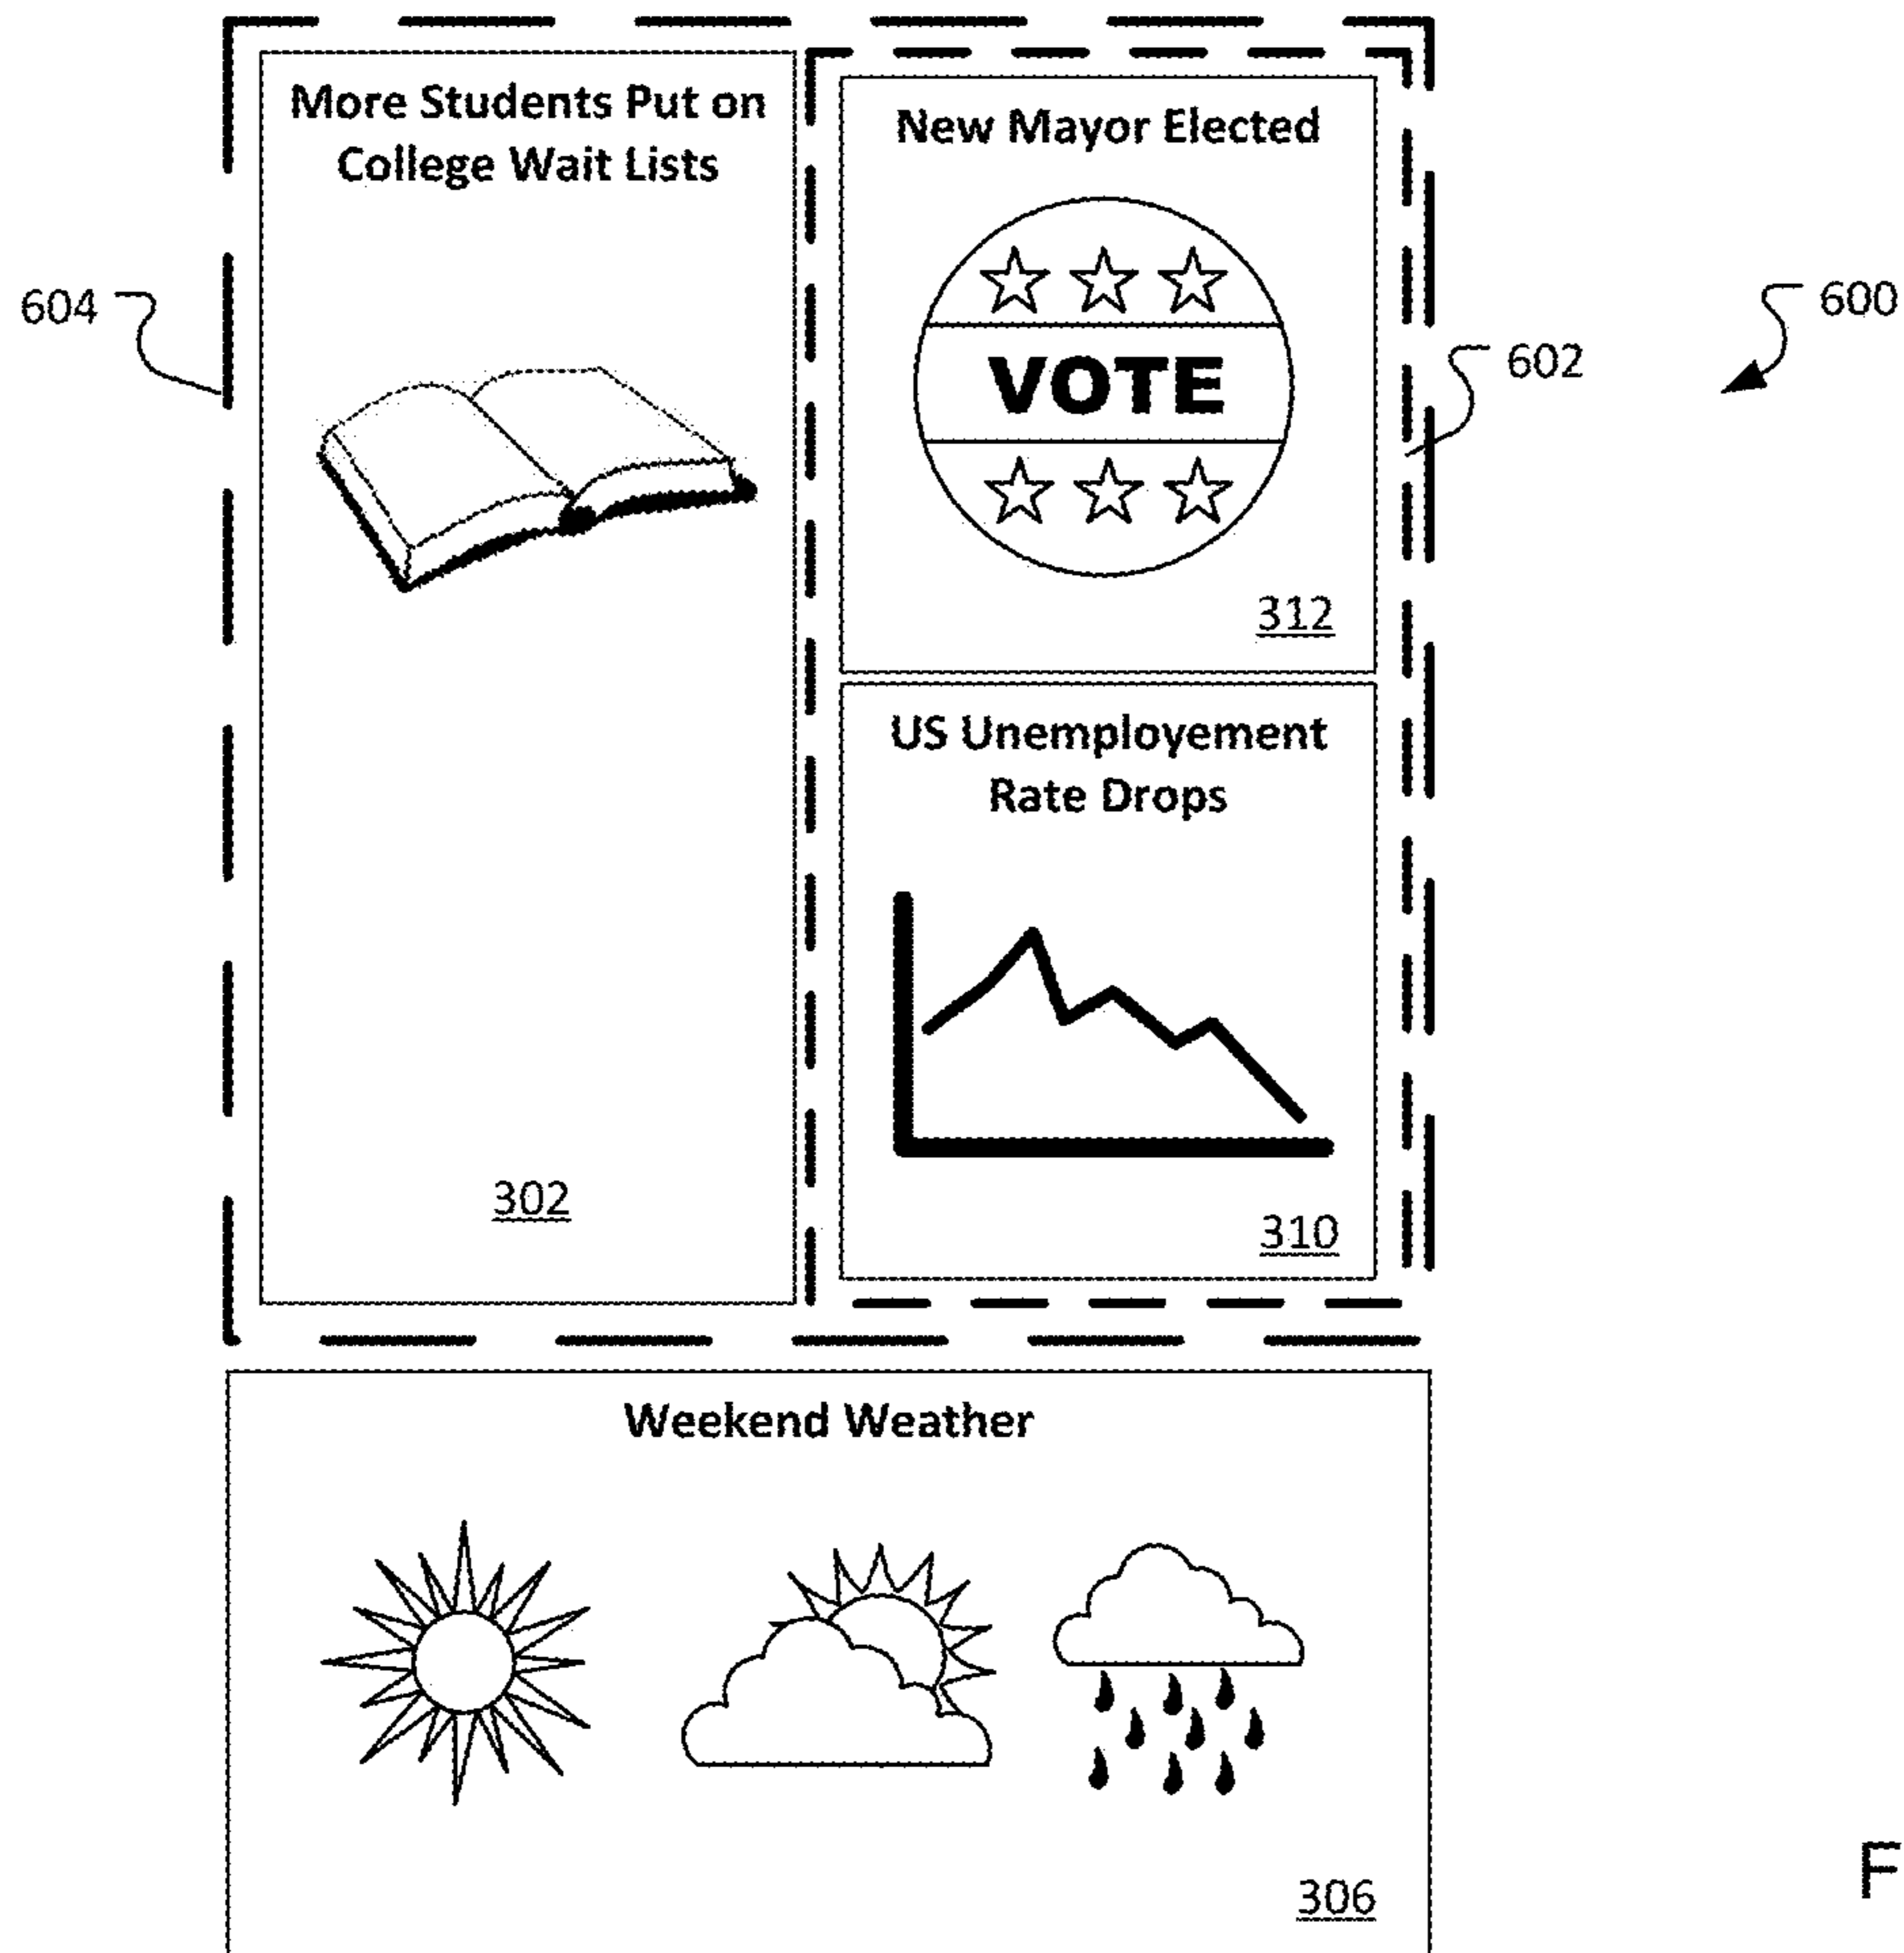 More Students Put on
College Wait Lists
302
New Mayor Elected
VOTE
312
US Unemployement
Rate Drops
310
604
602
600
Weekend Weather
306
F